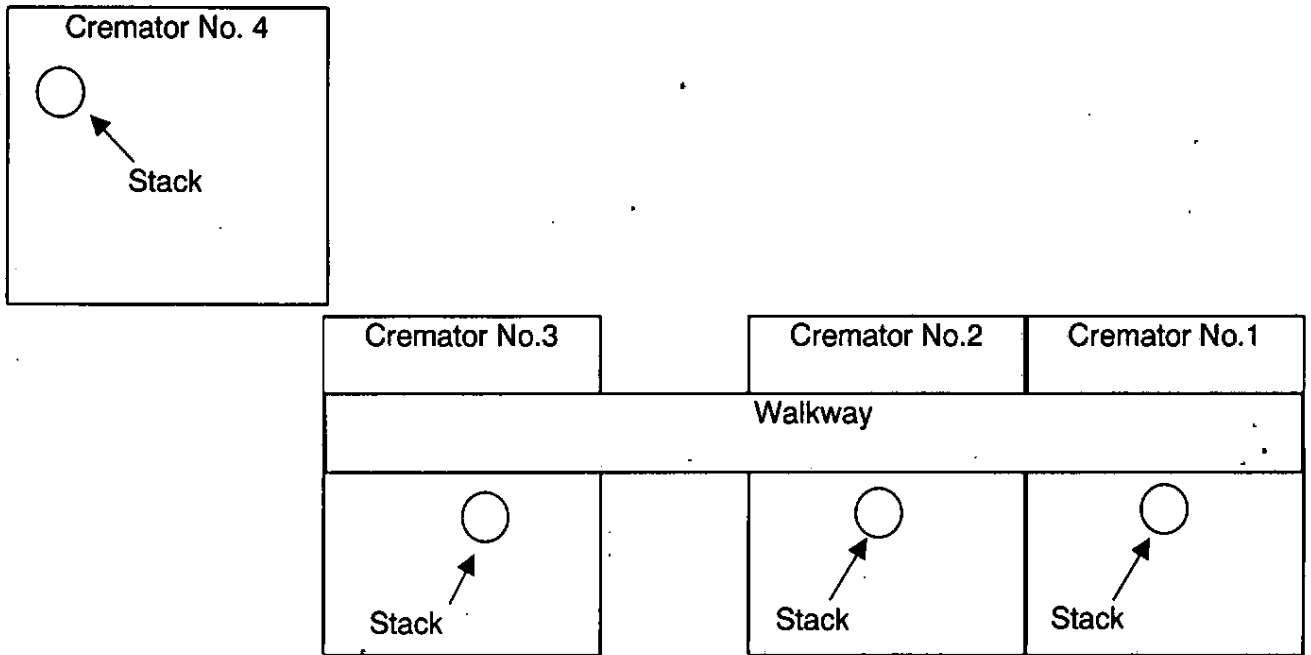 Cremator No. 4
Stack
Cremator No.3
Cremator No.2
Cremator No.1
Walkway
Stack
Stack
Stack